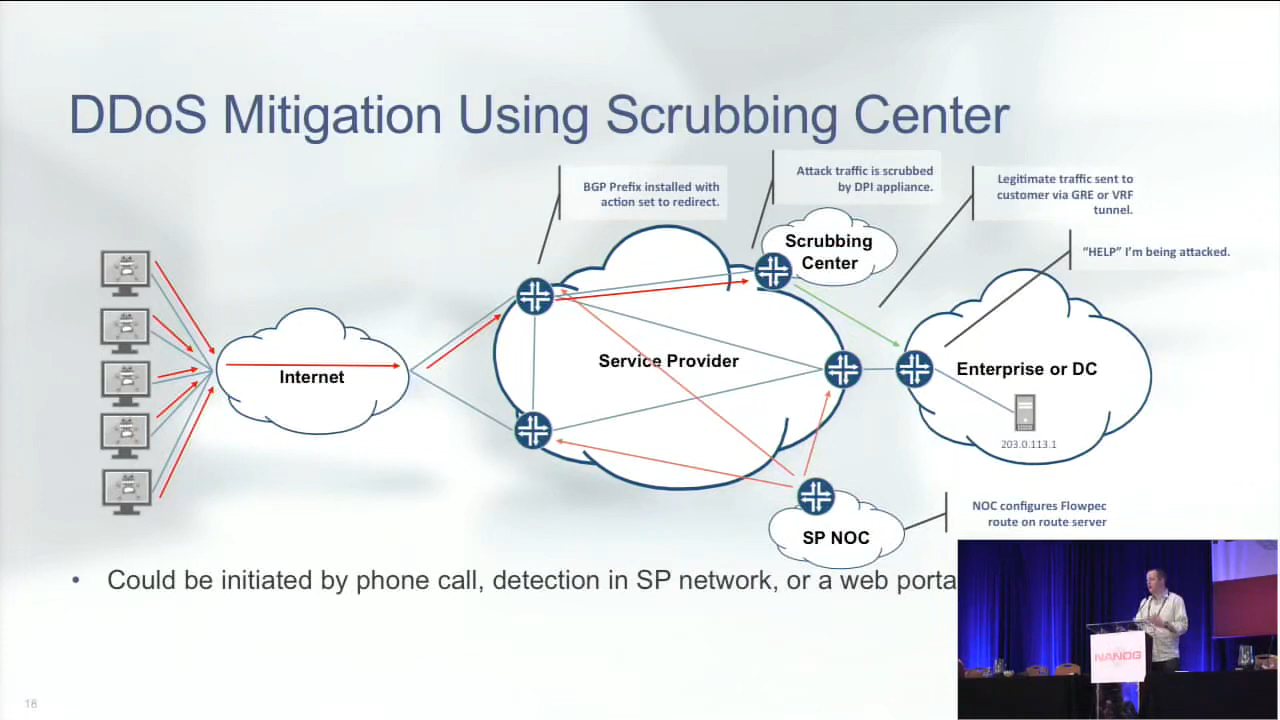 DDoS Mitigation Using Scrubbing Center
BGP Prefix installed with
action set to redirect.
Attack traffic is scrubbed
by DPI appliance.
Legitimate traffic sent to
customer via GRE or VRF
tunnel.
“HELP” I’m being attacked.
Scrubbing
Center
Internet
Service Provider
Enterprise or DC
203.0.113.1
SP NOC
NOC configures Flowpec
route on route server
• Could be initiated by phone call, detection in SP network, or a web porta
NANOG
18